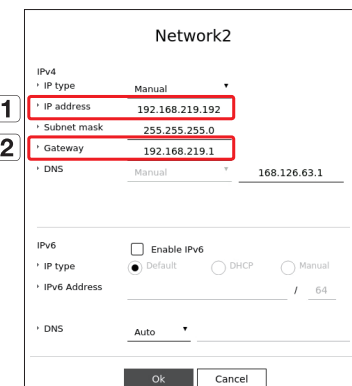 Network2
IPv4
IP type Manual
1 IP address 192.168.219.192
Subnet mask 255.255.255.0
2 Gateway 192.168.219.1
DNS Manual 168.126.63.1
IPv6 Enable IPv6
IP type Default DHCP Manual
IPv6 Address / 64
DNS Auto
Ok Cancel